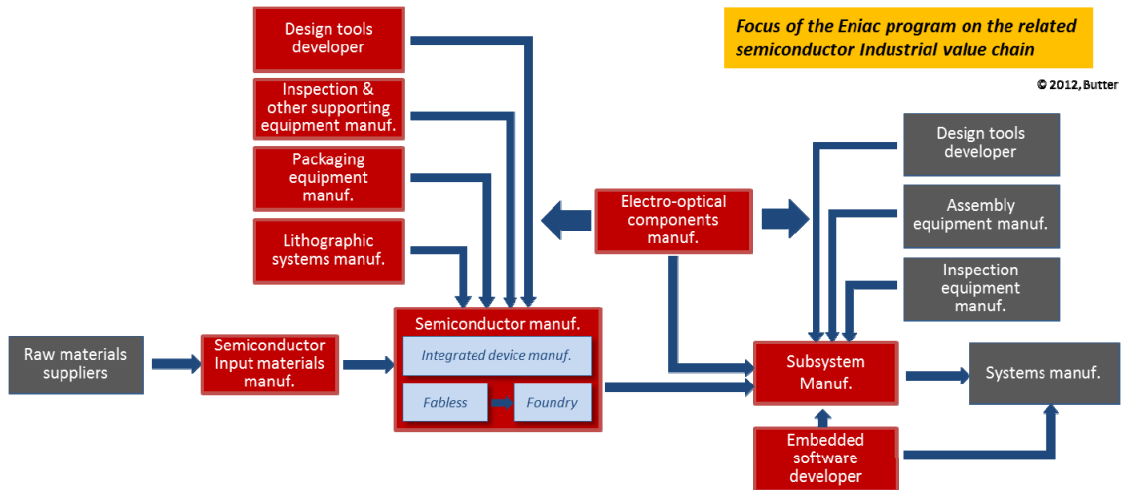 Focus of the Eniac program on the related
semiconductor Industrial value chain
© 2012, Butter
Design tools
developer
Inspection &
other supporting
equipment manuf.
Packaging
equipment
manuf.
Lithographic
systems manuf.
Electro-optical
components
manuf.
Design tools
developer
Assembly
equipment manuf.
Inspection
equipment
manuf.
Raw materials
suppliers
Semiconductor
Input materials
manuf.
Semiconductor manuf.
Integrated device manuf.
Fabless
Foundry
Subsystem
Manuf.
Systems manuf.
Embedded
software
developer